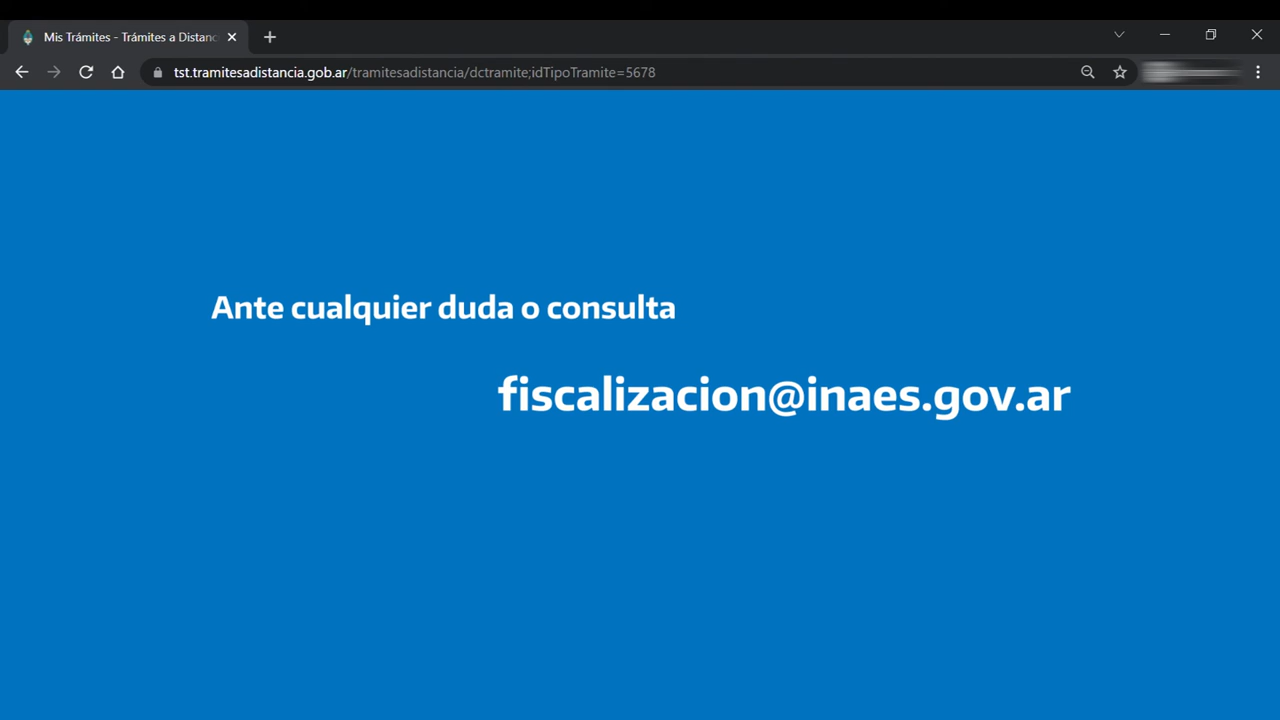 Mis Trámites - Trámites a Distanc
tst.tramitesadistancia.gob.ar/tramitesadistancia/dctramite;idTipoTramite=5678
Ante cualquier duda o consulta
fiscalizacion@inaes.gov.ar